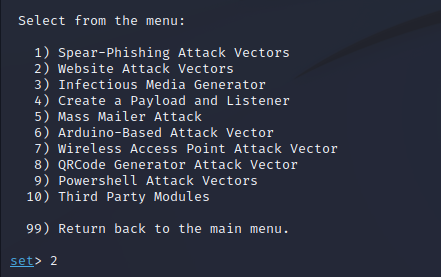 Select from the menu:
1) Spear-Phishing Attack Vectors
2) Website Attack Vectors
3) Infectious Media Generator
4) Create a Payload and Listener
5) Mass Mailer Attack
6) Arduino-Based Attack Vector
7) Wireless Access Point Attack Vector
8) QRCode Generator Attack Vector
9) Powershell Attack Vectors
10) Third Party Modules
99) Return back to the main menu.
set> 2